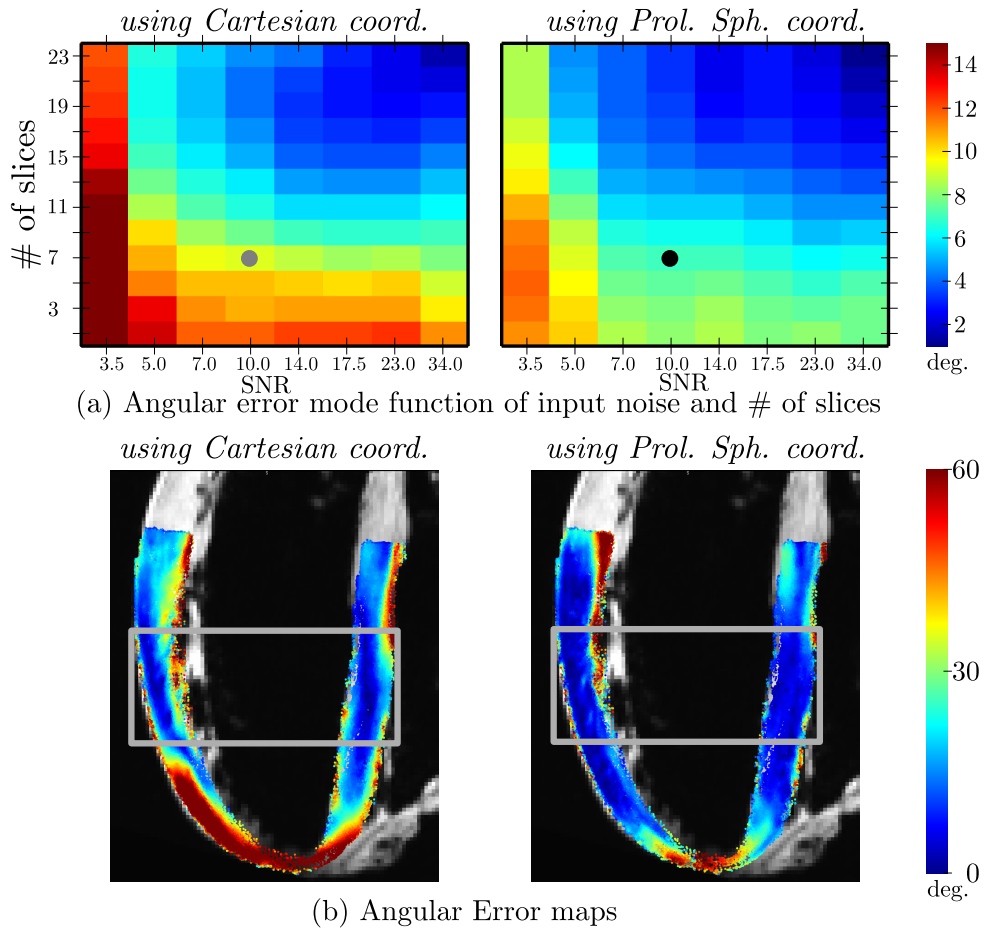 using Cartesian coord.
using Prol. Sph. coord.
# of slices
23
19
15
11
7
3
3.5 5.0 7.0 10.0 14.0 17.5 23.0 34.0
SNR
3.5 5.0 7.0 10.0 14.0 17.5 23.0 34.0
SNR
14
12
10
8
6
4
2
deg.
(a) Angular error mode function of input noise and # of slices
using Cartesian coord.
using Prol. Sph. coord.
60
30
0
deg.
(b) Angular Error maps